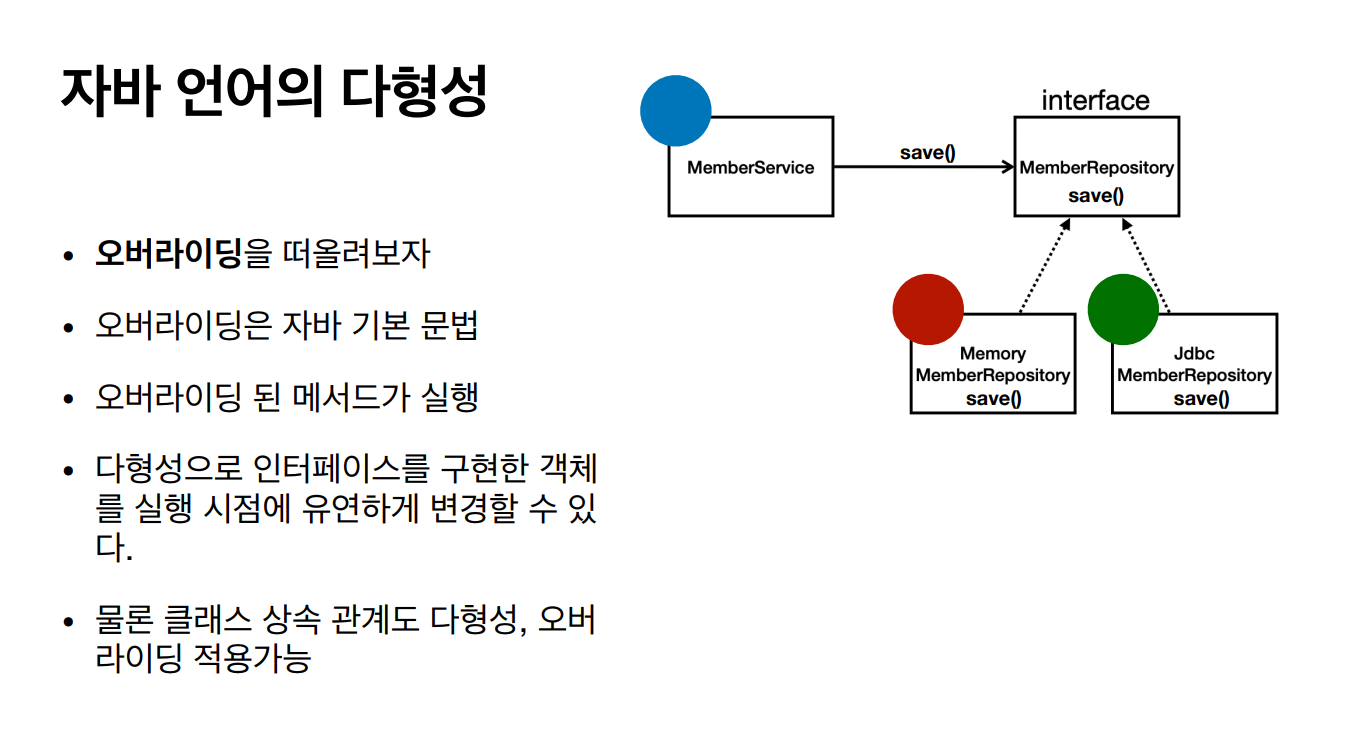 자바 언어의 다형성
• 오버라이딩을 떠올려보자
• 오버라이딩은 자바 기본 문법
• 오버라이딩 된 메서드가 실행
• 다형성으로 인터페이스를 구현한 객체
를 실행 시점에 유연하게 변경할 수 있
다.
• 물론 클래스 상속 관계도 다형성, 오버
라이딩 적용가능
interface
MemberService
save()
MemberRepository
save()
Memory
MemberRepository
save()
Jdbc
MemberRepository
save()